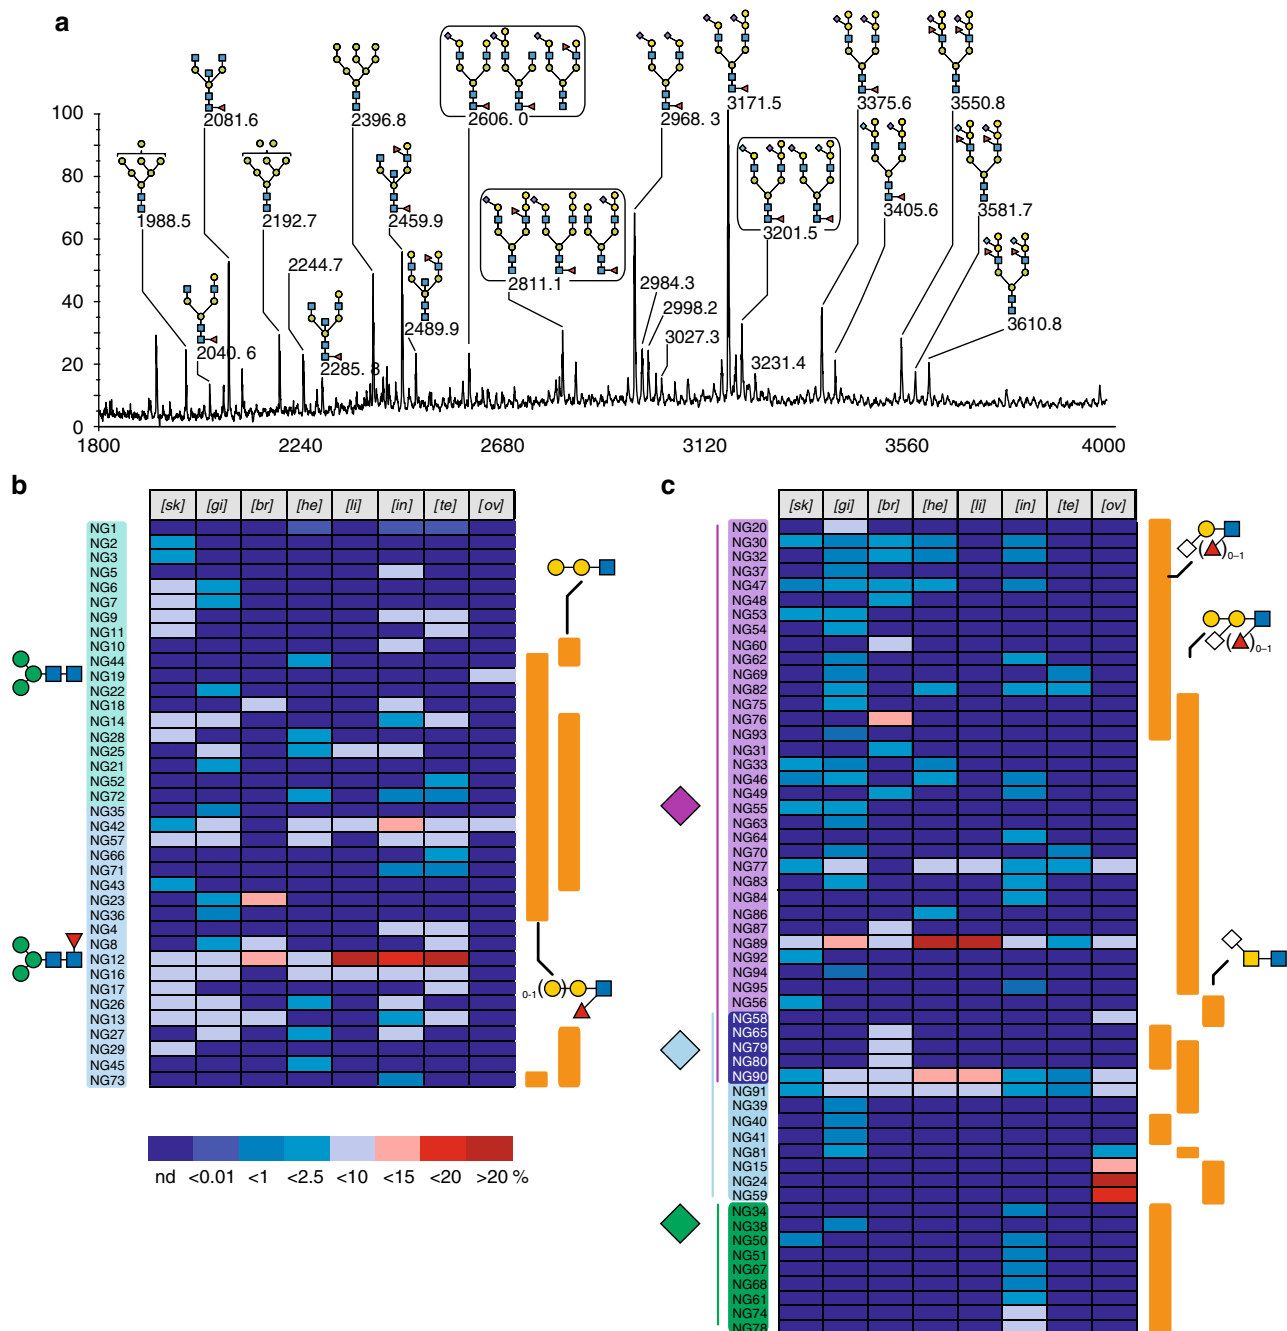 a
100
80
60
40
20
0
1800
2240
2680
3120
3560
4000
1988.5
2081.6
2040. 6
2192.7
2244.7
2285. 8
2396.8
2459.9
2489.9
2606. 0
2811.1
2968. 3
2984.3
2998.2
3027.3
3171.5
3201.5
3231.4
3375.6
3405.6
3550.8
3581.7
3610.8
b
[sk] [gi] [br] [he] [li] [in] [te] [ov]
NG1
NG2
NG3
NG5
NG6
NG7
NG9
NG11
NG10
NG44
NG19
NG22
NG18
NG14
NG28
NG25
NG21
NG52
NG72
NG35
NG42
NG57
NG66
NG71
NG43
NG23
NG36
NG4
NG8
NG12
NG16
NG17
NG26
NG13
NG27
NG29
NG45
NG73
0-1( )
nd <0.01 <1 <2.5 <10 <15 <20 >20 %
c
[sk] [gi] [br] [he] [li] [in] [te] [ov]
NG20
NG30
NG32
NG37
NG47
NG48
NG53
NG54
NG60
NG62
NG69
NG82
NG75
NG76
NG93
NG31
NG33
NG46
NG49
NG55
NG63
NG64
NG70
NG77
NG83
NG84
NG86
NG87
NG89
NG92
NG94
NG95
NG56
NG58
NG65
NG79
NG80
NG90
NG91
NG39
NG40
NG41
NG81
NG15
NG24
NG59
NG34
NG38
NG50
NG51
NG67
NG68
NG61
NG74
NG78
( )0–1
( )0–1